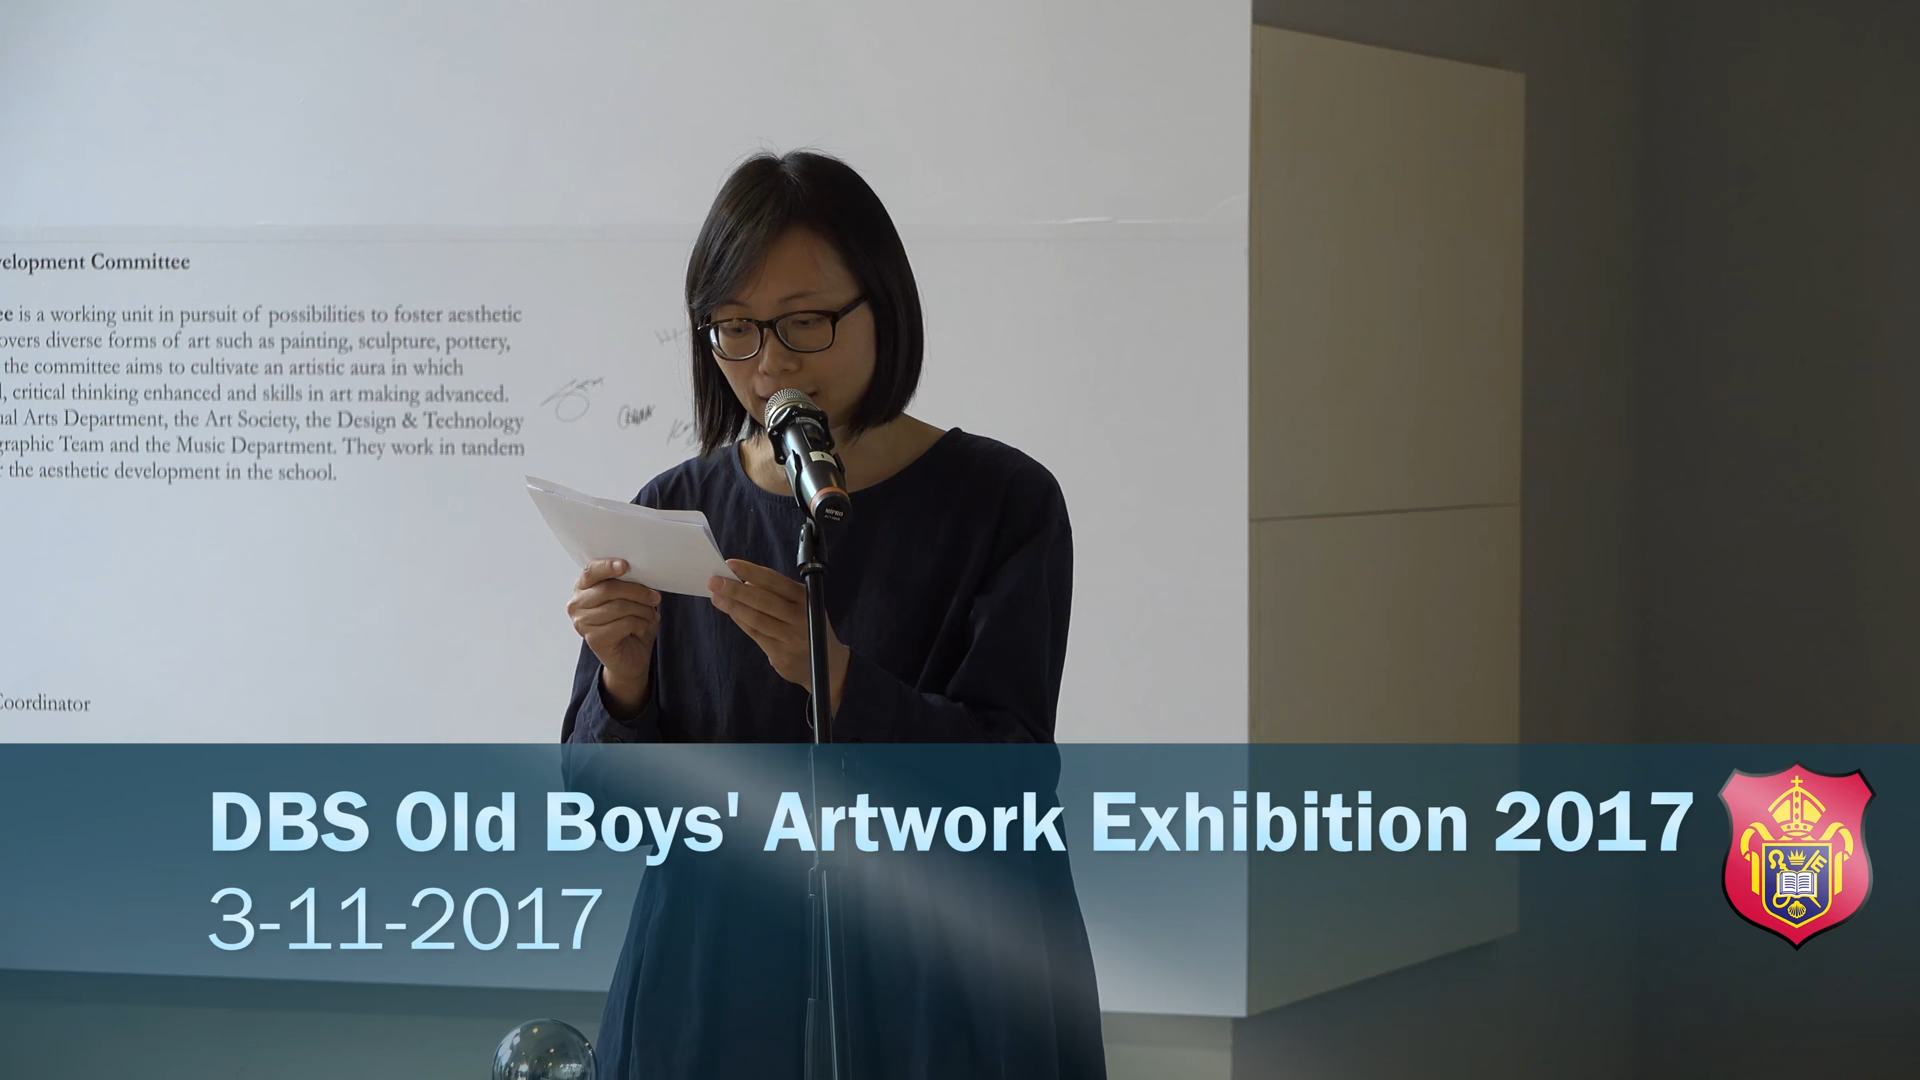 velopment Committee
ee is a working unit in pursuit of possibilities to foster aesthetic
overs diverse forms of art such as painting, sculpture, pottery,
the committee aims to cultivate an artistic aura in which
, critical thinking enhanced and skills in art making advanced.
ual Arts Department, the Art Society, the Design & Technology
graphic Team and the Music Department. They work in tandem
the aesthetic development in the school.
MIPRO
Coordinator
DBS Old Boys' Artwork Exhibition 2017
3-11-2017
E